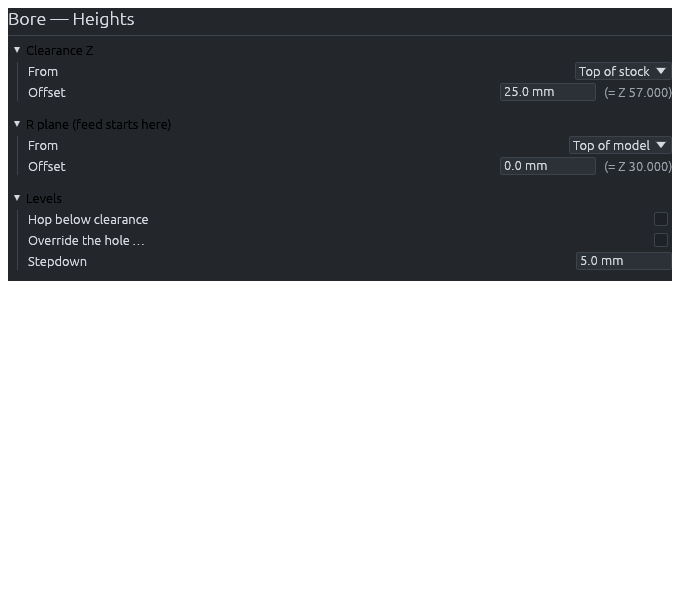 Bore — Heights
Clearance Z
From Top of stock
Offset 25.0 mm (= Z 57.000)
R plane (feed starts here)
From Top of model
Offset 0.0 mm (= Z 30.000)
Levels
Hop below clearance
Override the hole …
Stepdown 5.0 mm